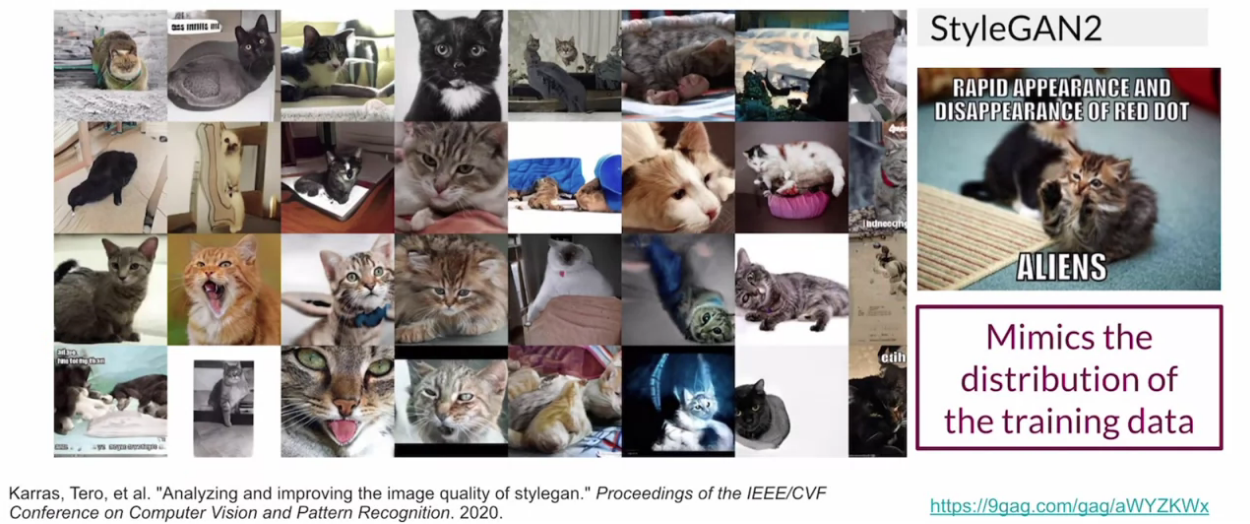 StyleGAN2
RAPID APPEARANCE AND
DISAPPEARANCE OF RED DOT
ALIENS
Mimics the
distribution of
the training data
Karras, Tero, et al. "Analyzing and improving the image quality of stylegan." Proceedings of the IEEE/CVF
Conference on Computer Vision and Pattern Recognition. 2020.
https://9gag.com/gag/aWYZKWx